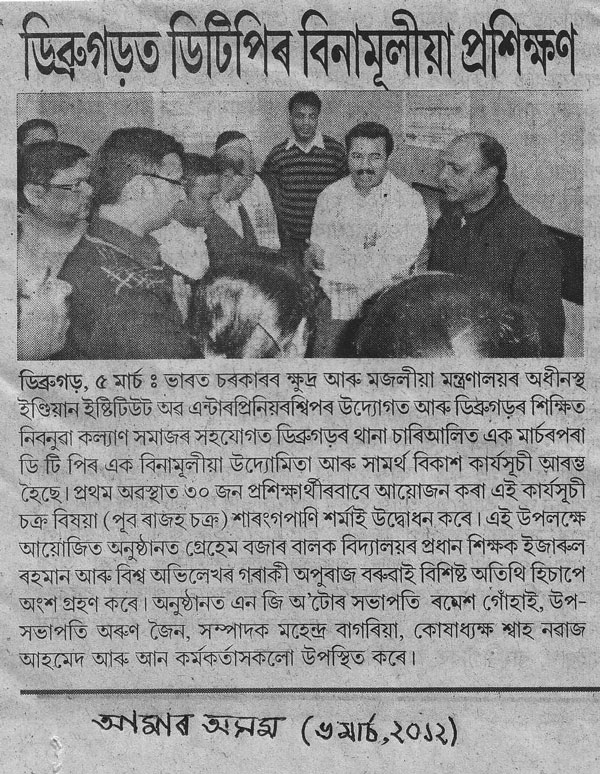 ডিব্ৰুগড়ত ডিটিপিৰ বিনামূলীয়া প্ৰশিক্ষণ
ডিব্ৰুগড়, ৫ মাৰ্চ ঃ ভাৰত চৰকাৰৰ ক্ষুদ্ৰ আৰু মজলীয়া মন্ত্ৰণালয়ৰ অধীনস্থ
ইণ্ডিয়ান ইষ্টিটিউট অৱ এন্টাৰপ্ৰিনিয়ৰশ্বিপৰ উদ্যোগত আৰু ডিব্ৰুগড়ৰ শিক্ষিত
নিবনুৱা কল্যাণ সমাজৰ সহযোগত ডিব্ৰুগড়ৰ থানা চাৰিআলিত এক মাৰ্চৰপৰা
ডি টি পিৰ এক বিনামূলীয়া উদ্যোমিতা আৰু সামৰ্থ বিকাশ কাৰ্যসূচী আৰম্ভ
হৈছে। প্ৰথম অৱস্থাত ৩০ জন প্ৰশিক্ষাৰ্থীৰবাবে আয়োজন কৰা এই কাৰ্যসূচী
চক্ৰ বিষয়া (পূব ৰাজহ চক্ৰ) শাৰংগপাণি শৰ্মাই উদ্বোধন কৰে। এই উপলক্ষে
আয়োজিত অনুষ্ঠানত গ্ৰেহেম বজাৰ বালক বিদ্যালয়ৰ প্ৰধান শিক্ষক ইজাৰুল
ৰহমান আৰু বিশ্ব অভিলেখৰ গৰাকী অপুৰাজ বৰুৱাই বিশিষ্ট অতিথি হিচাপে
অংশ গ্ৰহণ কৰে। অনুষ্ঠানত এন জি অ'টোৰ সভাপতি ৰমেশ গোঁহাই, উপ-
সভাপতি অৰুণ জৈন, সম্পাদক মহেন্দ্ৰ বাগৰিয়া, কোষাধ্যক্ষ শ্বাহ নৱাজ
আহমেদ আৰু আন কৰ্মকৰ্তাসকলো উপস্থিত কৰে।
আমাৰ অসম (৬ মাৰ্চ, ২০১২)